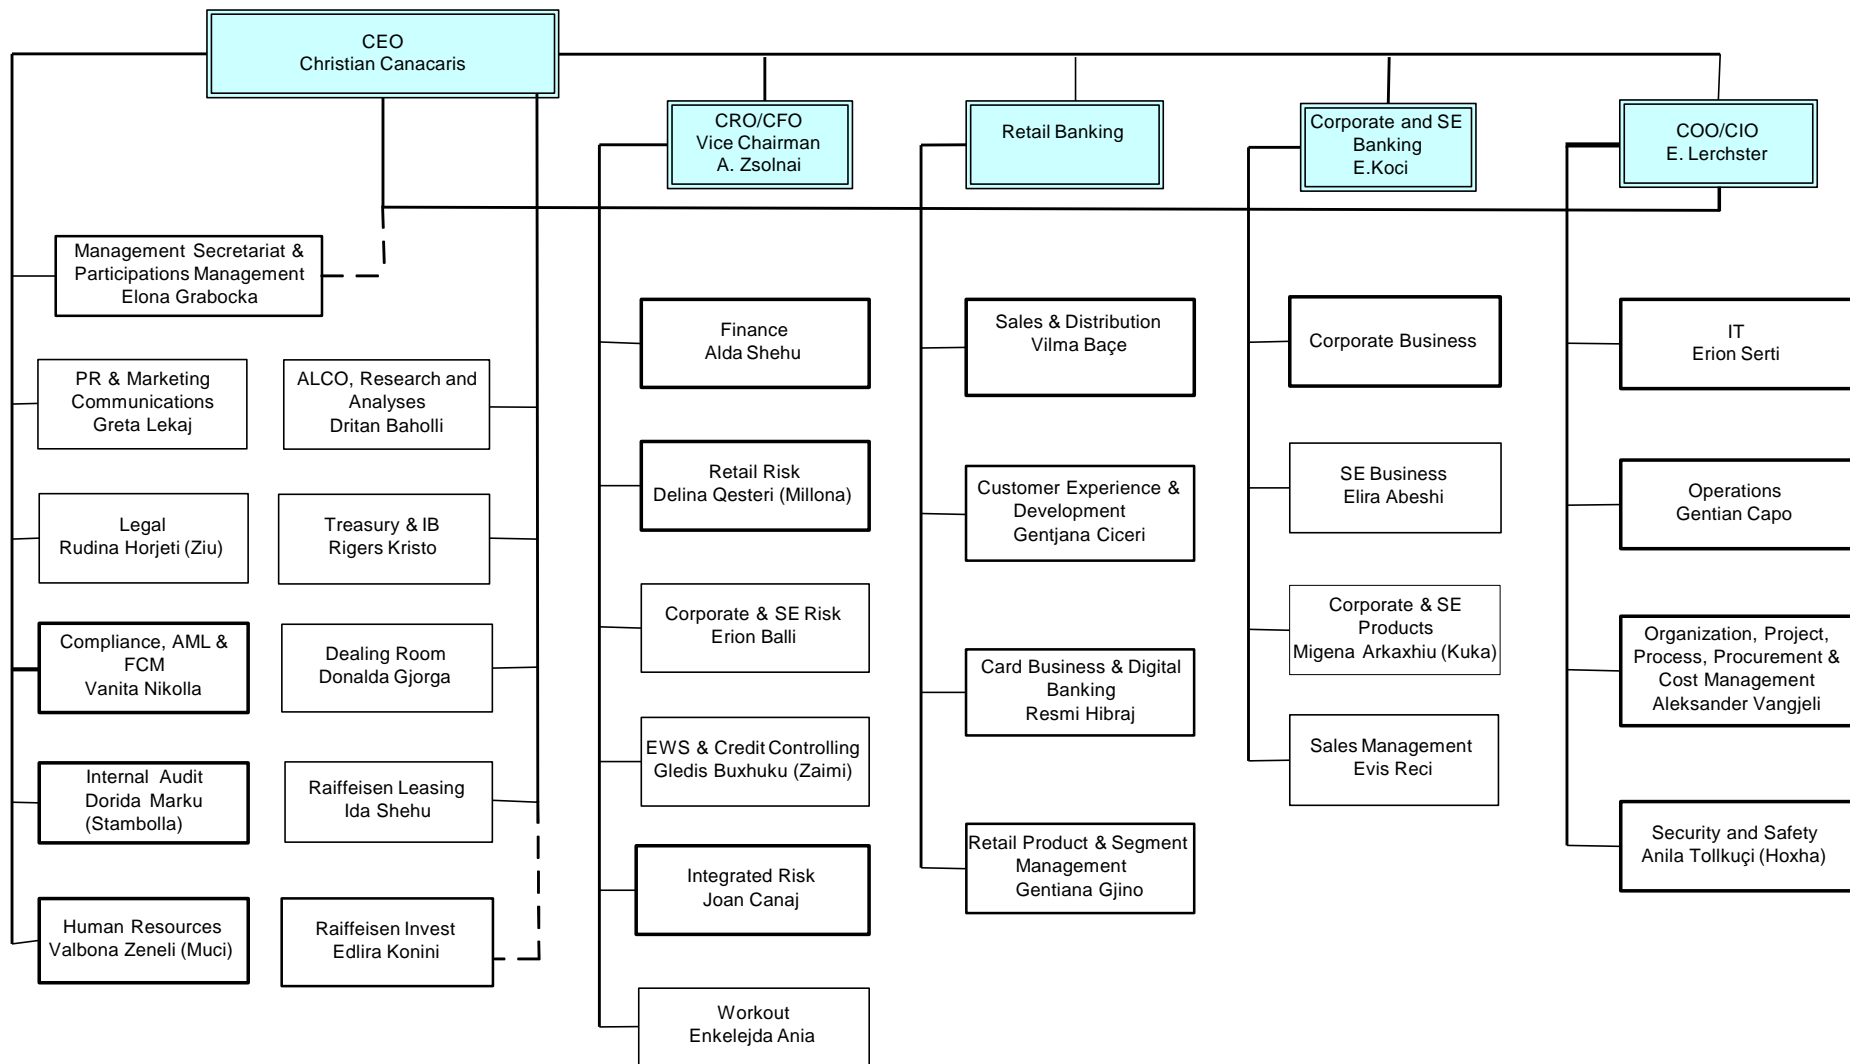 CEO
Christian Canacaris
CRO/CFO
Vice Chairman
A. Zsolnai
Retail Banking
Corporate and SE
Banking
E.Koci
COO/CIO
E. Lerchster
Management Secretariat &
Participations Management
Elona Grabocka
PR & Marketing
Communications
Greta Lekaj
Legal
Rudina Horjeti (Ziu)
Compliance, AML &
FCM
Vanita Nikolla
Internal Audit
Dorida Marku
(Stambolla)
Human Resources
Valbona Zeneli (Muci)
ALCO, Research and
Analyses
Dritan Baholli
Treasury & IB
Rigers Kristo
Dealing Room
Donalda Gjorga
Raiffeisen Leasing
Ida Shehu
Raiffeisen Invest
Edlira Konini
Finance
Alda Shehu
Retail Risk
Delina Qesteri (Millona)
Corporate & SE Risk
Erion Balli
EWS & Credit Controlling
Gledis Buxhuku (Zaimi)
Integrated Risk
Joan Canaj
Workout
Enkelejda Ania
Sales & Distribution
Vilma Baçe
Customer Experience &
Development
Gentjana Ciceri
Card Business & Digital
Banking
Resmi Hibraj
Retail Product & Segment
Management
Gentiana Gjino
Corporate Business
SE Business
Elira Abeshi
Corporate & SE
Products
Migena Arkaxhiu (Kuka)
Sales Management
Evis Reci
IT
Erion Serti
Operations
Gentian Capo
Organization, Project,
Process, Procurement &
Cost Management
Aleksander Vangjeli
Security and Safety
Anila Tollkuçi (Hoxha)